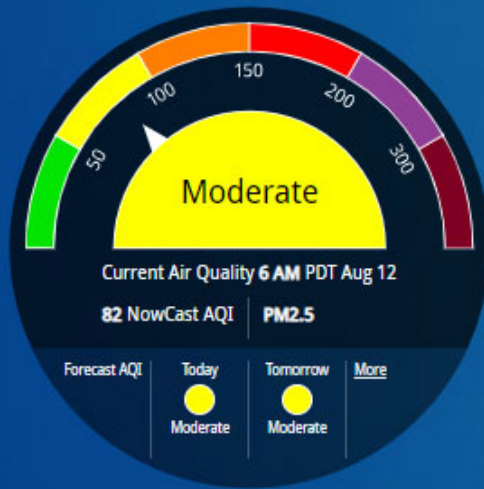 150
100
200
50
300
Moderate
Current Air Quality 6 AM PDT Aug 12
82 NowCast AQI PM2.5
Forecast AQI Today Tomorrow More
Moderate Moderate